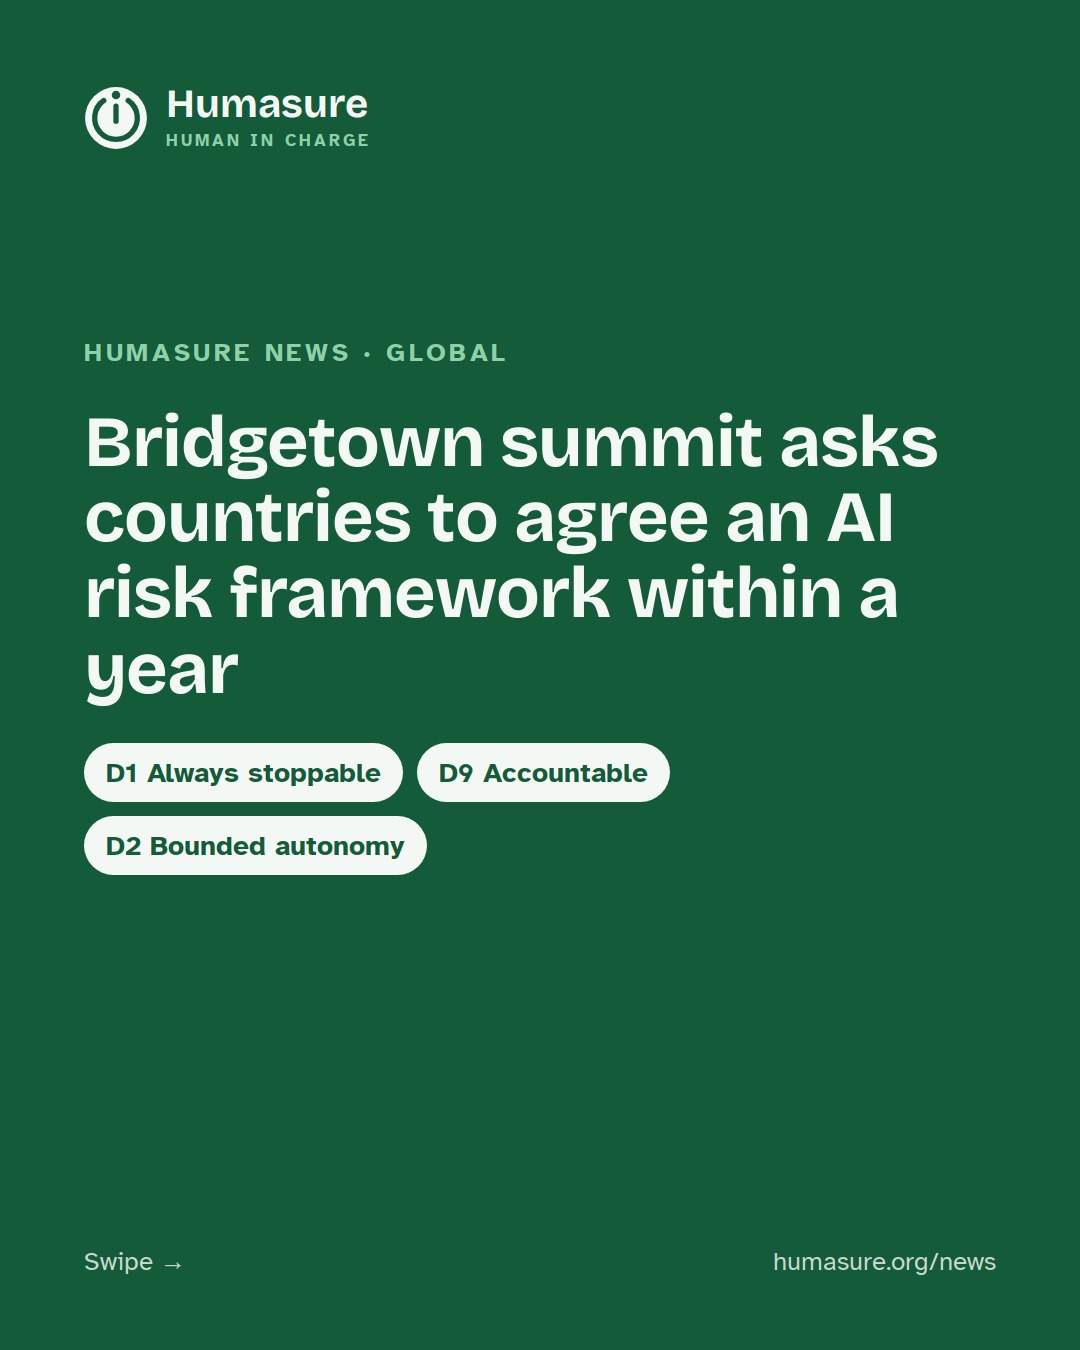 Humasure
HUMAN IN CHARGE
HUMASURE NEWS · GLOBAL
Bridgetown summit asks
countries to agree an AI
risk framework within a
year
D1 Always stoppable
D9 Accountable
D2 Bounded autonomy
Swipe →
humasure.org/news